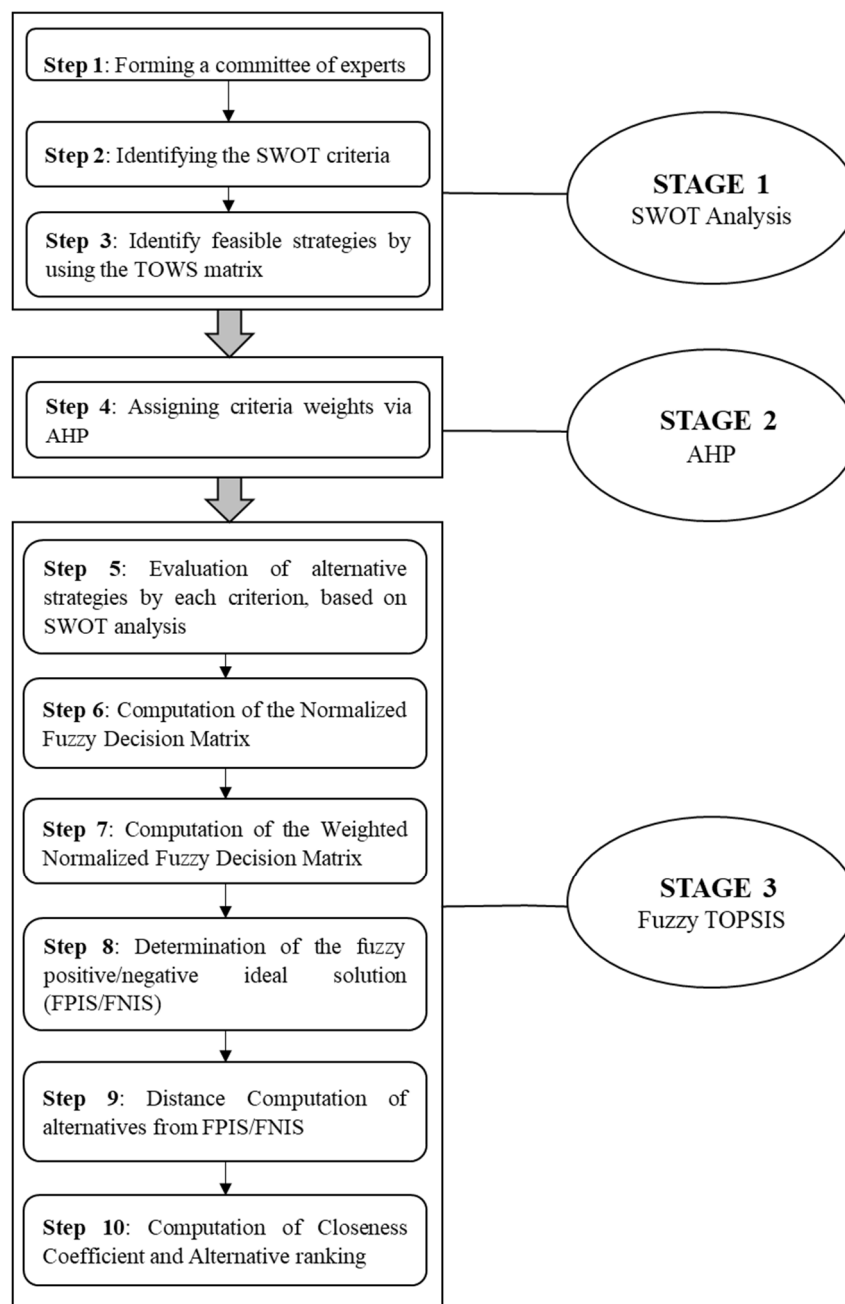 Step 1: Forming a committee of experts
Step 2: Identifying the SWOT criteria
Step 3: Identify feasible strategies by
using the TOWS matrix
STAGE 1
SWOT Analysis
Step 4: Assigning criteria weights via
AHP
STAGE 2
AHP
Step 5: Evaluation of alternative
strategies by each criterion, based on
SWOT analysis
Step 6: Computation of the Normalized
Fuzzy Decision Matrix
Step 7: Computation of the Weighted
Normalized Fuzzy Decision Matrix
Step 8: Determination of the fuzzy
positive/negative ideal solution
(FPIS/FNIS)
Step 9: Distance Computation of
alternatives from FPIS/FNIS
Step 10: Computation of Closeness
Coefficient and Alternative ranking
STAGE 3
Fuzzy TOPSIS